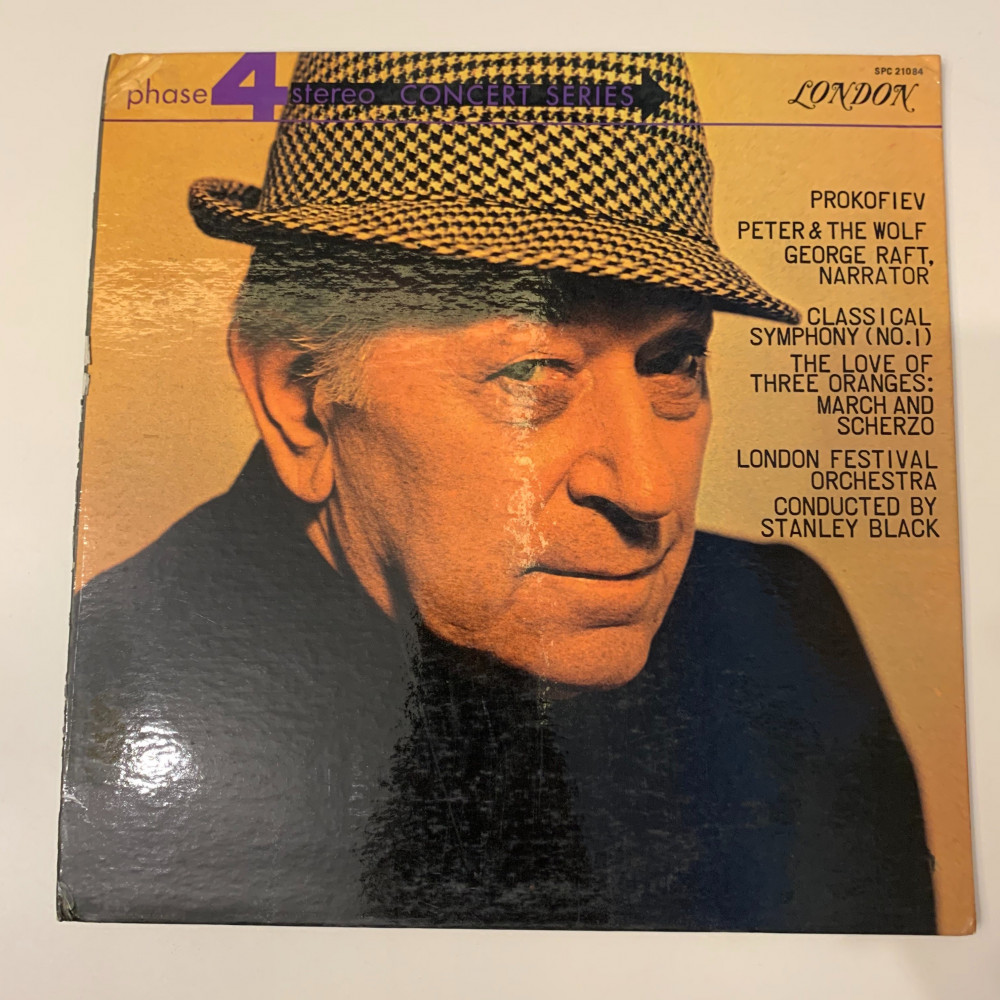 phase 4 stereo CONCERT SERIES
SPC 21084
LONDON
PROKOFIEV
PETER & THE WOLF
GEORGE RAFT,
NARRATOR
CLASSICAL
SYMPHONY (NO.1)
THE LOVE OF
THREE ORANGES:
MARCH AND
SCHERZO
LONDON FESTIVAL
ORCHESTRA
CONDUCTED BY
STANLEY BLACK